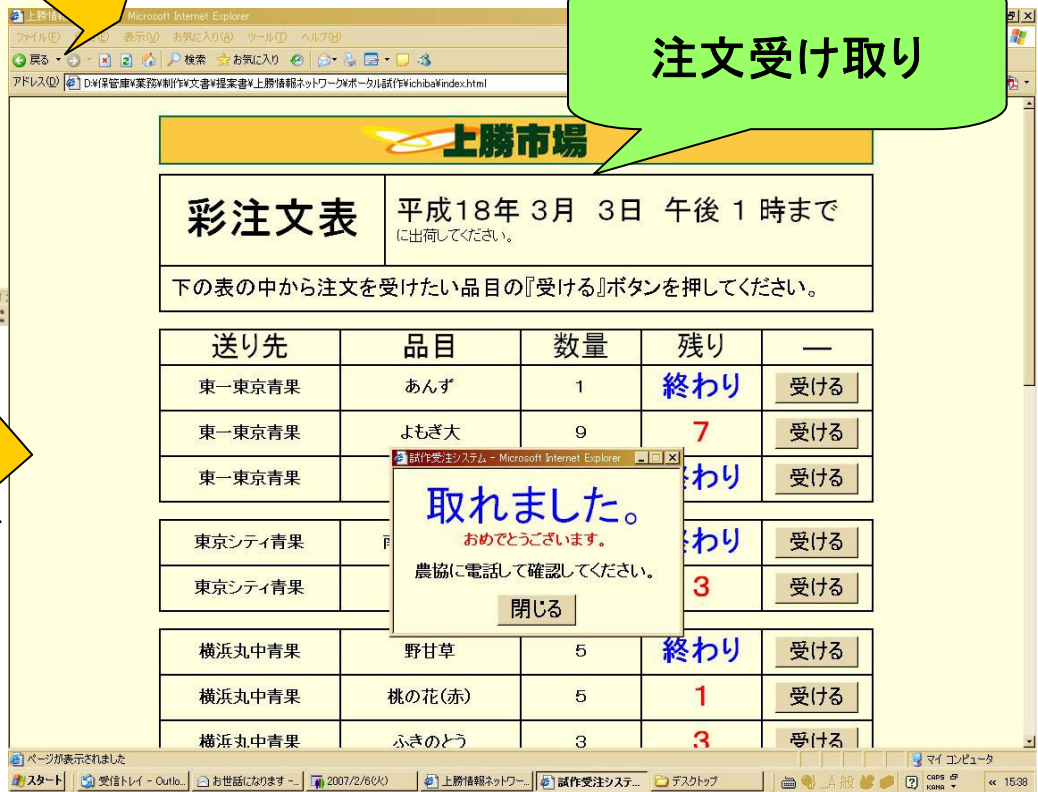 注文受け取り
上勝情 Microsoft Internet Explorer
ファイル(F) 表示(V) お気に入り(A) ツール(T) ヘルプ(H)
戻る 検索 お気に入り
アドレス(D) D:¥保管庫¥業務¥制作¥文書¥提案書¥上勝情報ネットワーク¥ポータル試作¥ichiba¥index.html
上勝市場
彩注文表 平成18年 3月 3日 午後 1 時まで
に出荷してください。
下の表の中から注文を受けたい品目の『受ける』ボタンを押してください。
送り先 品目 数量 残り ―
東一東京青果 あんず 1 終わり 受ける
東一東京青果 よもぎ大 9 7 受ける
東一東京青果 わり 受ける
東京シティ青果 わり 受ける
東京シティ青果 3 受ける
試作受注システム - Microsoft Internet Explorer
取れました。
おめでとうございます。
農協に電話して確認してください。
閉じる
横浜丸中青果 野甘草 5 終わり 受ける
横浜丸中青果 桃の花(赤) 5 1 受ける
横浜丸中青果 ふきのとう 3 3 受ける
ページが表示されました マイ コンピュータ
スタート 受信トレイ - Outlo... お世話になります -... 2007/2/6(火) 上勝情報ネットワー... 試作受注システ... デスクトップ A 般 CAPS KANA « 15:38